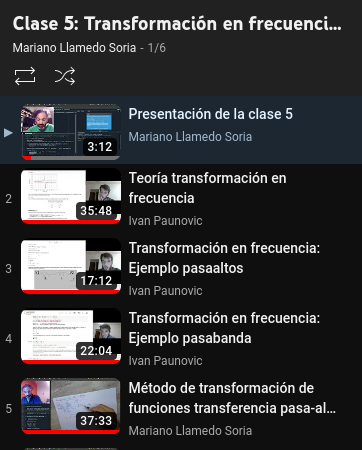 Clase 5: Transformación en frecuenci...
Mariano Llamedo Soria - 1/6
Presentación de la clase 5
Mariano Llamedo Soria
3:12
2
Teoría transformación en
frecuencia
Ivan Paunovic
35:48
3
Transformación en frecuencia:
Ejemplo pasaaltos
Ivan Paunovic
17:12
4
Transformación en frecuencia:
Ejemplo pasabanda
Ivan Paunovic
22:04
5
Método de transformación de
funciones transferencia pasa-al...
Mariano Llamedo Soria
37:33